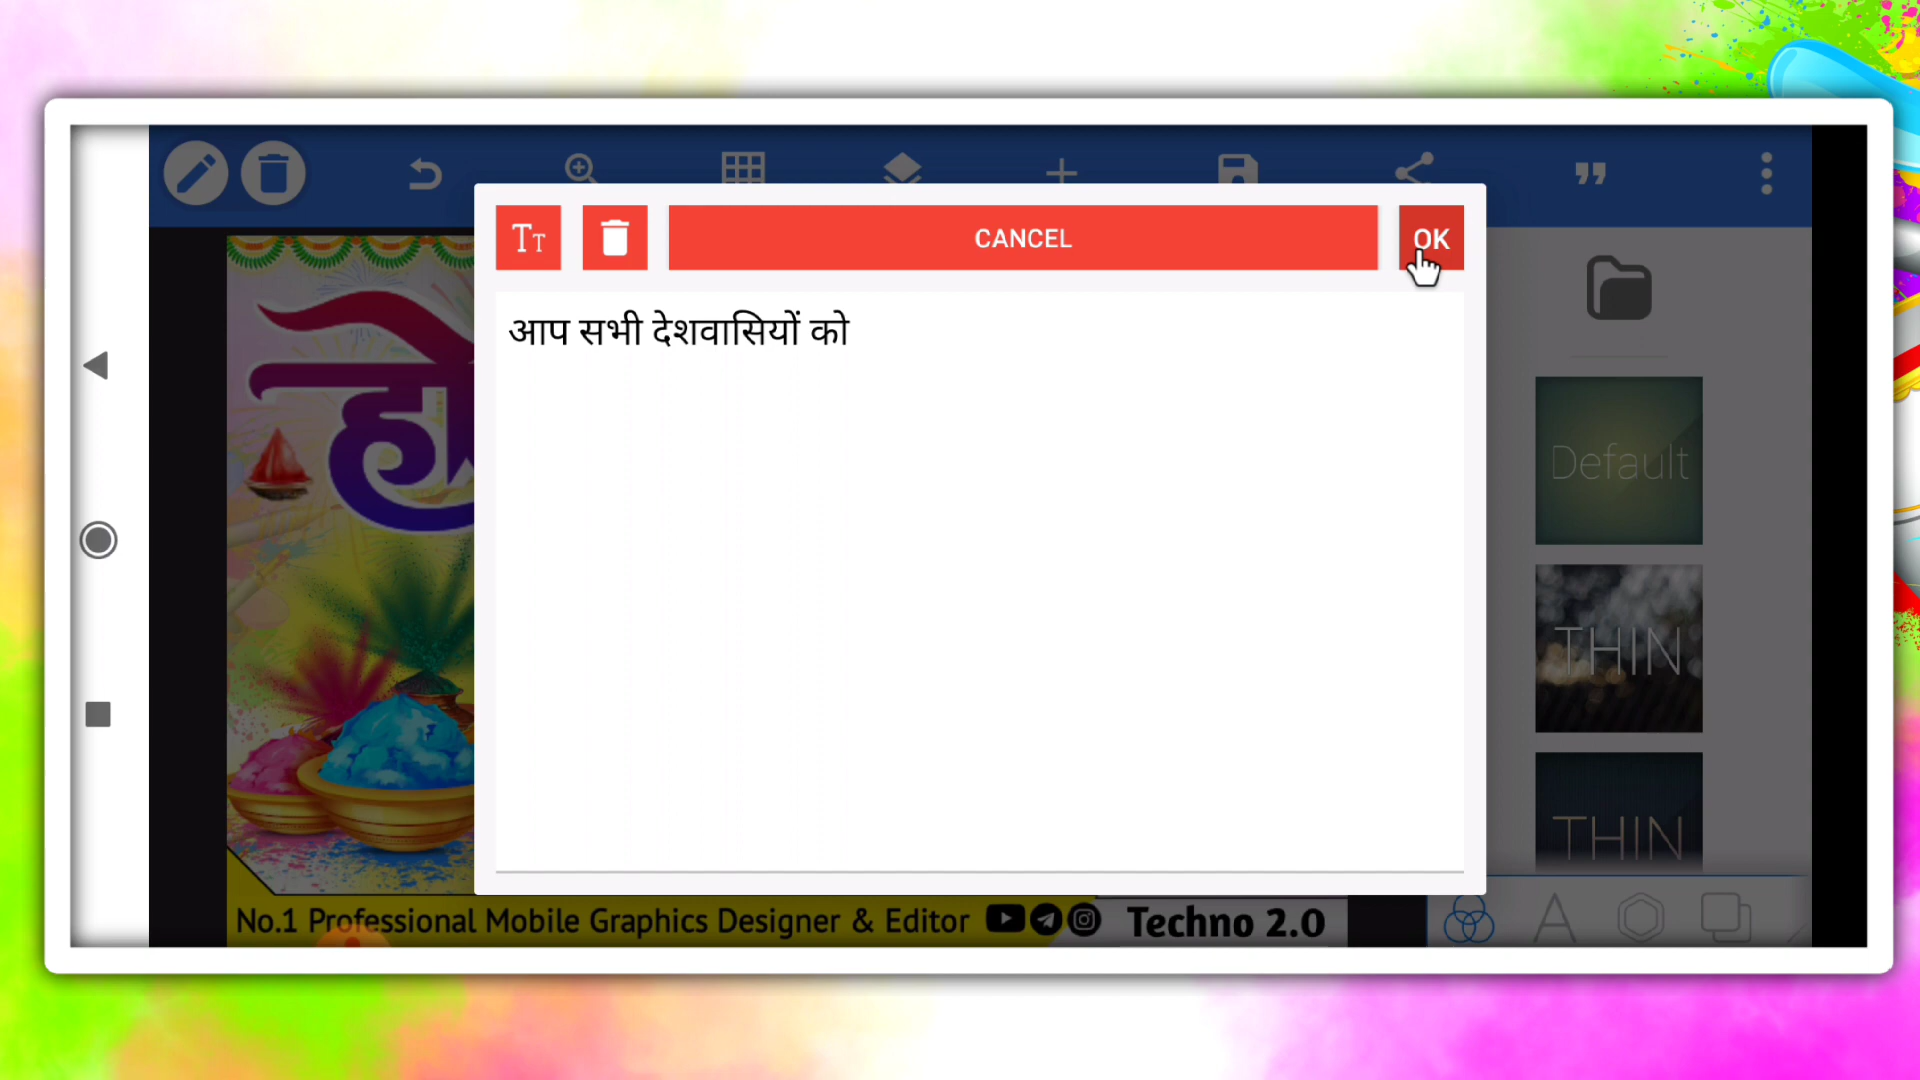 CANCEL
OK
आप सभी देशवासियों को
Default
THIN
THIN
No.1 Professional Mobile Graphics Designer & Editor
Techno 2.0